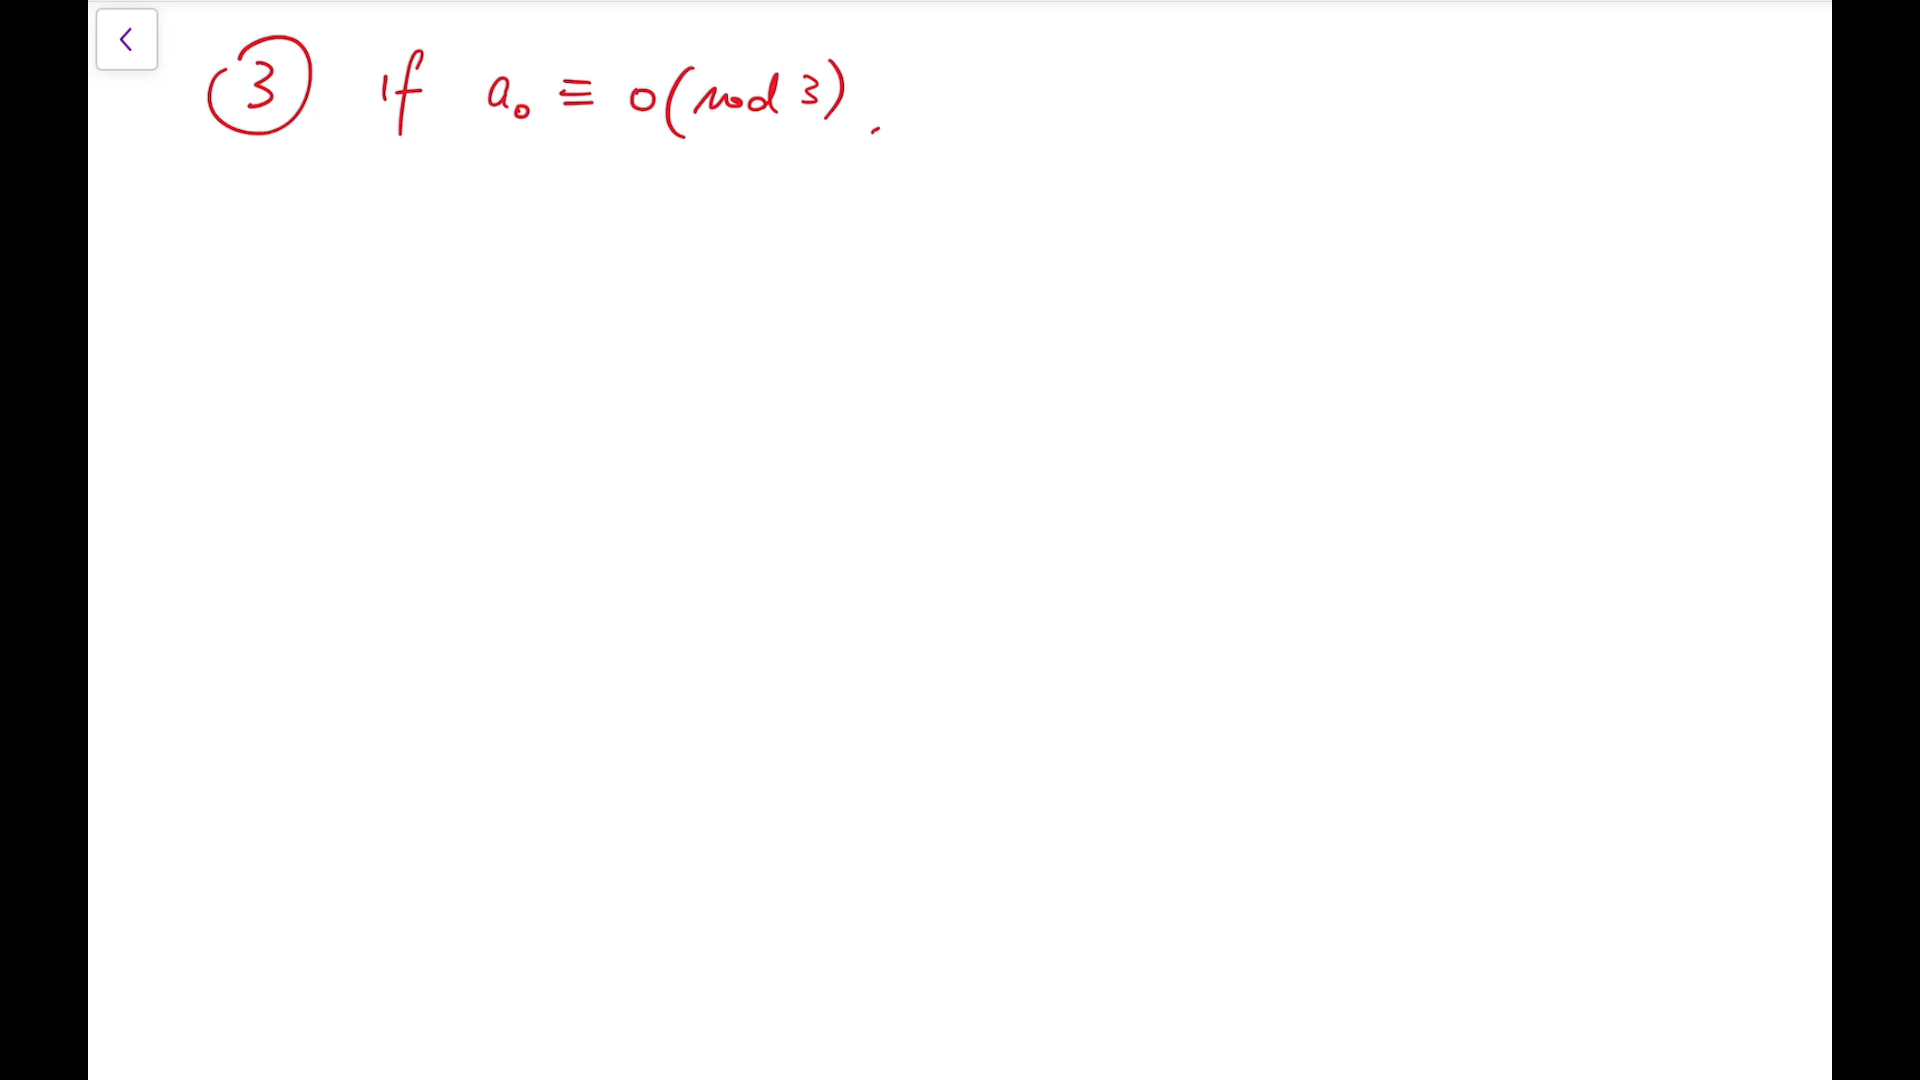 ③ if a₀ ≡ 0 (mod 3).